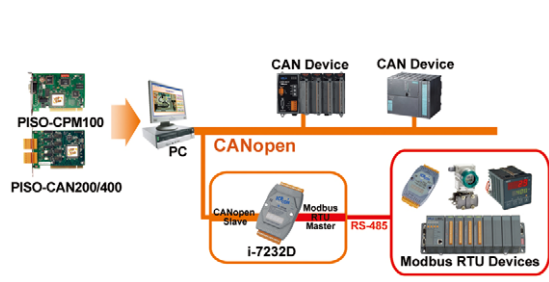 CAN Device
CAN Device
PISO-CPM100
PC
CANopen
PISO-CAN200/400
CANopen
Slave
Modbus
RTU
Master
RS-485
i-7232D
Modbus RTU Devices